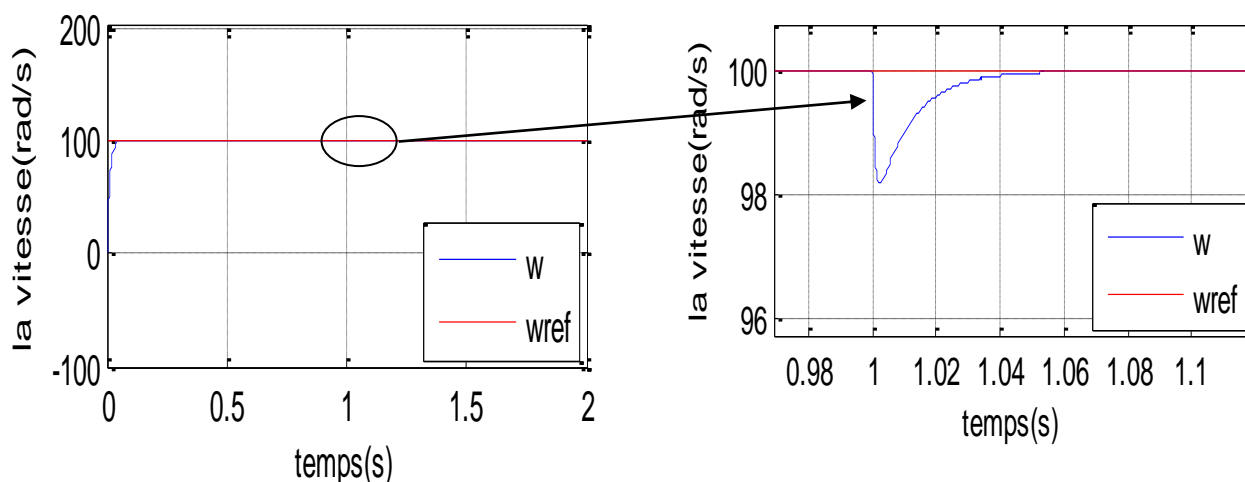 la vitesse(rad/s)
200
100
0
-100
0 0.5 1 1.5 2
temps(s)
w
wref
la vitesse(rad/s)
100
98
96
0.98 1 1.02 1.04 1.06 1.08 1.1
temps(s)
w
wref